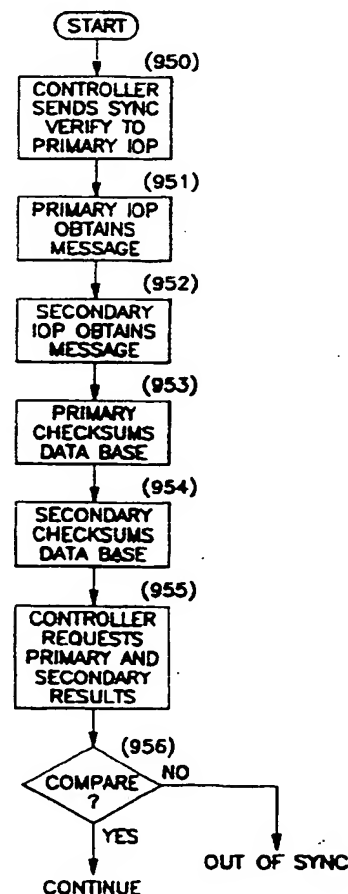 START
(950)
CONTROLLER
SENDS SYNC
VERIFY TO
PRIMARY IOP
(951)
PRIMARY IOP
OBTAINS
MESSAGE
(952)
SECONDARY
IOP OBTAINS
MESSAGE
(953)
PRIMARY
CHECKSUMS
DATA BASE
(954)
SECONDARY
CHECKSUMS
DATA BASE
(955)
CONTROLLER
REQUESTS
PRIMARY AND
SECONDARY
RESULTS
(956)
COMPARE
?
NO
YES
OUT OF SYNC
CONTINUE